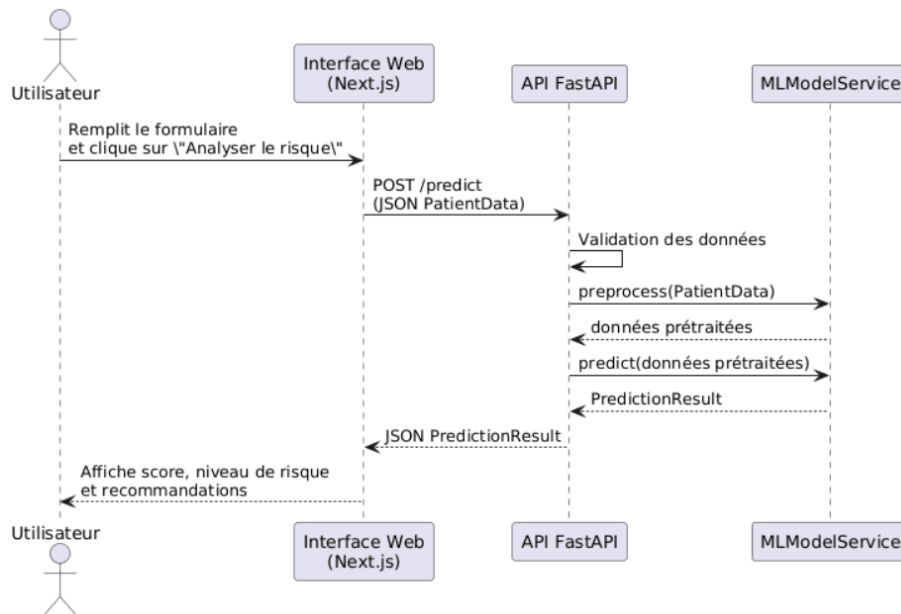 Utilisateur
Interface Web
(Next.js)
API FastAPI
MLModelService
Remplit le formulaire
et clique sur \"Analyser le risque\"
POST /predict
(JSON PatientData)
Validation des données
preprocess(PatientData)
données prétraitées
predict(données prétraitées)
PredictionResult
JSON PredictionResult
Affiche score, niveau de risque
et recommandations
Utilisateur
Interface Web
(Next.js)
API FastAPI
MLModelService